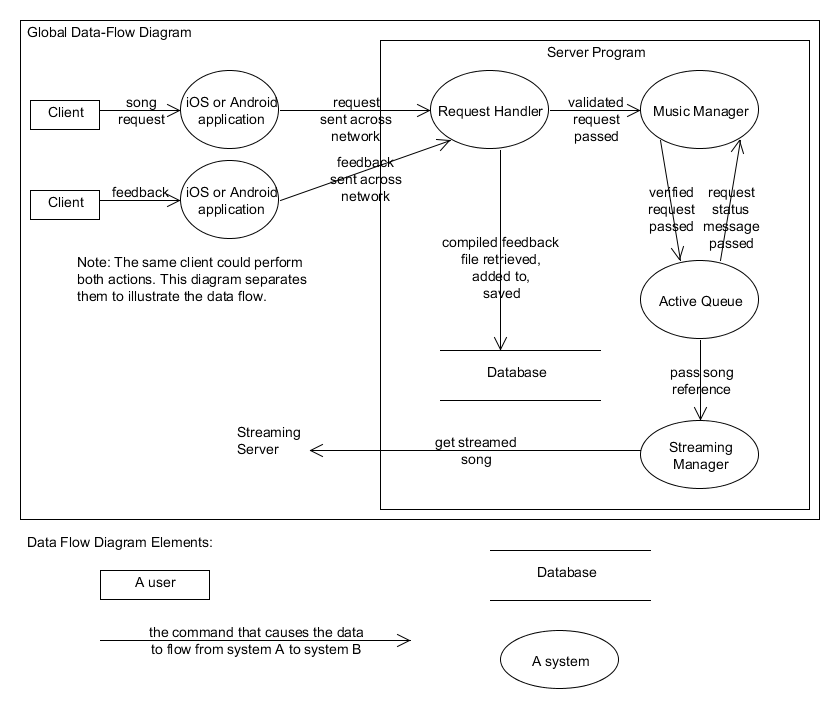 Global Data-Flow Diagram
Server Program
Client
song
request
iOS or Android
application
request
sent across
network
Request Handler
validated
request
passed
Music Manager
Client
feedback
iOS or Android
application
feedback
sent across
network
verified
request
passed
request
status
message
passed
Note: The same client could perform
both actions. This diagram separates
them to illustrate the data flow.
compiled feedback
file retrieved,
added to,
saved
Active Queue
Database
pass song
reference
Streaming
Server
get streamed
song
Streaming
Manager
Data Flow Diagram Elements:
A user
Database
the command that causes the data
to flow from system A to system B
A system